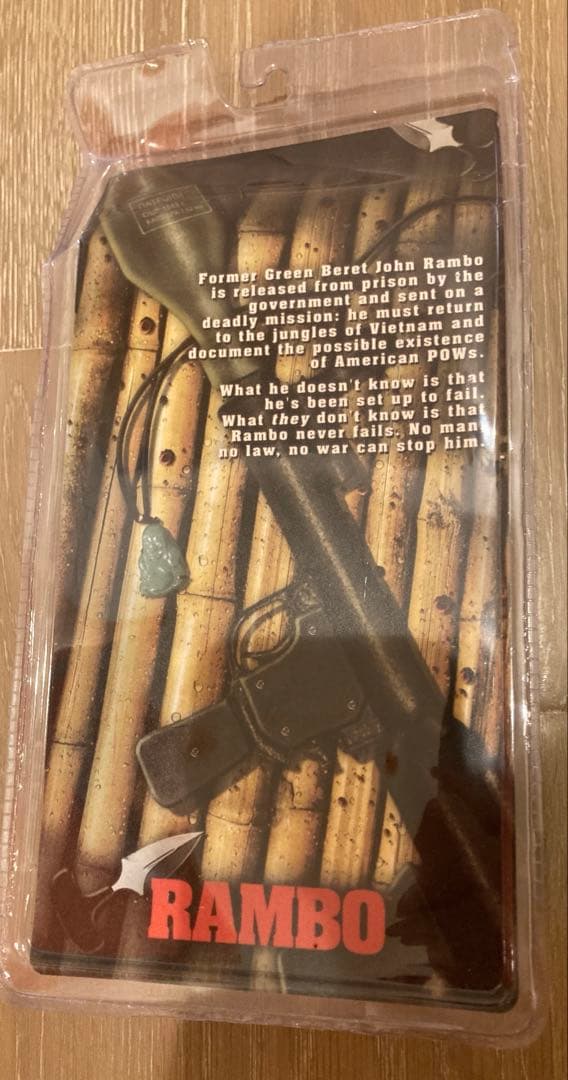 Former Green Beret John Rambo
is released from prison by the
government and sent on a
deadly mission: he must return
to the jungles of Vietnam and
document the possible existence
of American POWs.
What he doesn't know is that
he's been set up to fail.
What they don't know is that
Rambo never fails. No man,
no law, no war can stop him.
RAMBO